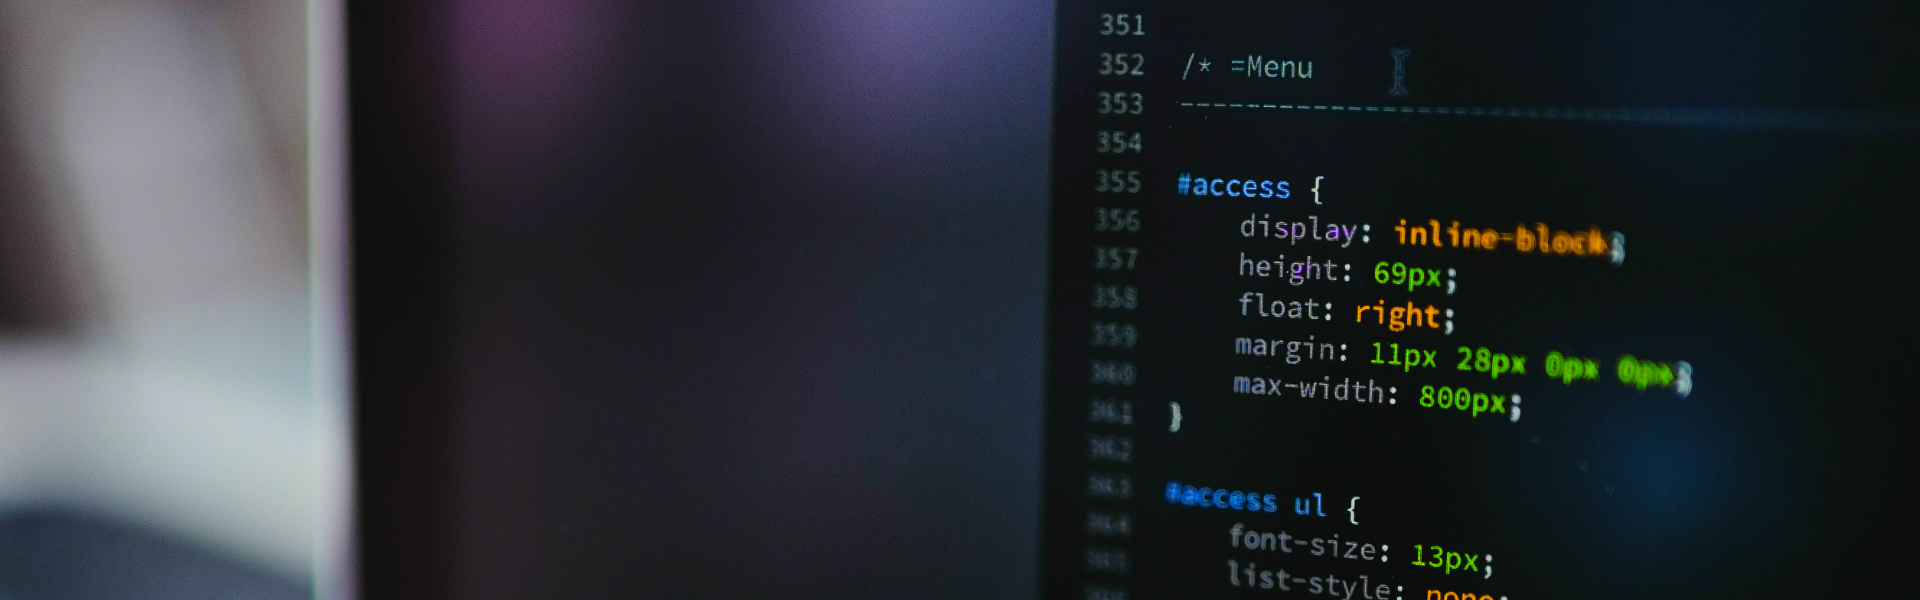 351
352 /* =Menu
353 --------------------------
354
355 #access {
356 display: inline-block;
357 height: 69px;
358 float: right;
359 margin: 11px 28px 0px 0px;
360 max-width: 800px;
361 }
362
363 #access ul {
364 font-size: 13px;
365 list-style: none;